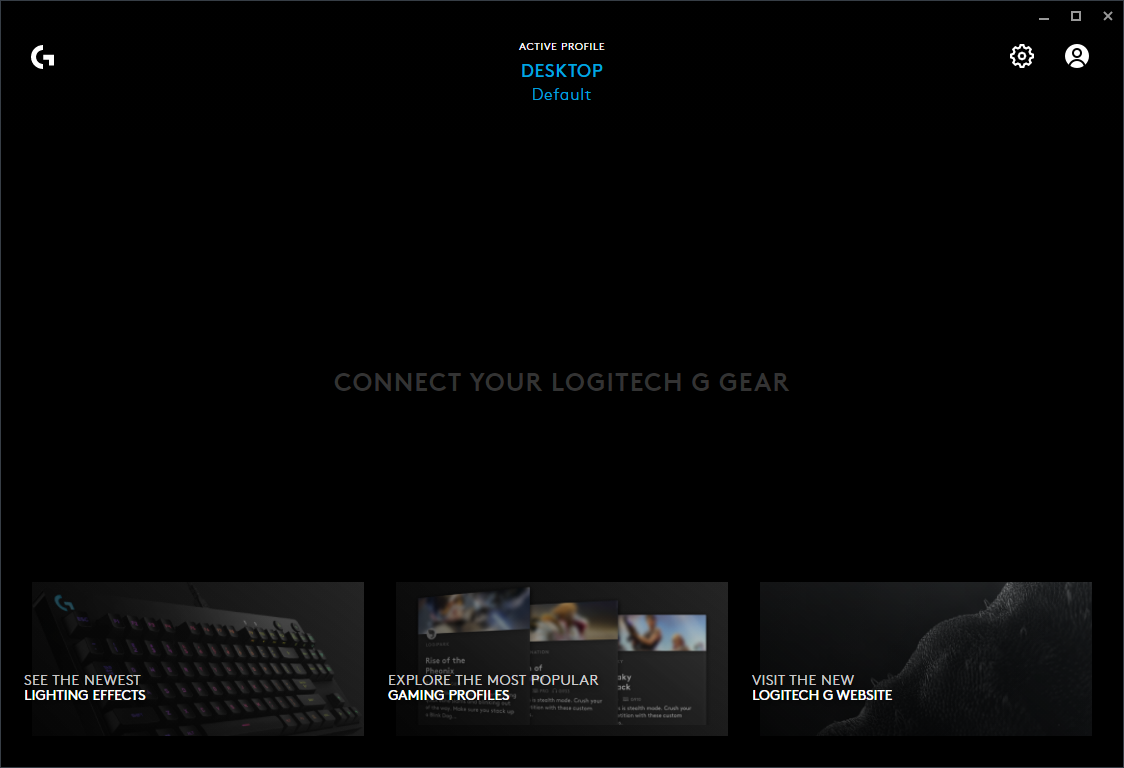 ACTIVE PROFILE
DESKTOP
Default
CONNECT YOUR LOGITECH G GEAR
SEE THE NEWEST
LIGHTING EFFECTS
Rise of the
Pheonix
EXPLORE THE MOST POPULAR
GAMING PROFILES
VISIT THE NEW
LOGITECH G WEBSITE